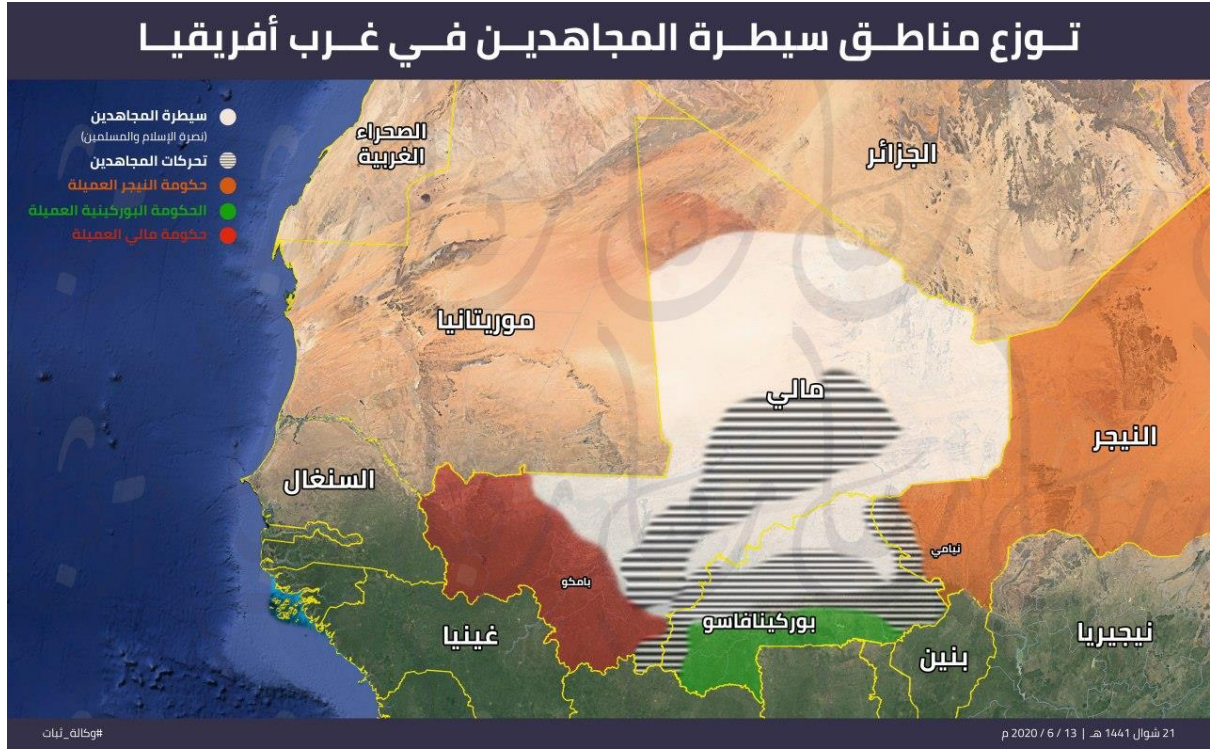 تــوزع مناطــق سيطــرة المجاهديــن فــي غــرب أفريقيــا
سيطرة المجاهدين
(نصرة الإسلام والمسلمين)
تحركات المجاهدين
حكومة النيجر العميلة
الحكومة البوركينية العميلة
حكومة مالي العميلة
الصحراء
الغربية
الجزائر
موريتانيا
مالي
النيجر
السنغال
نيامي
بامكو
بوركينافاسو
غينيا
بنين
نيجيريا
21 شوال 1441 هـ | 13 / 6 / 2020 م
#وكالة_ثبات